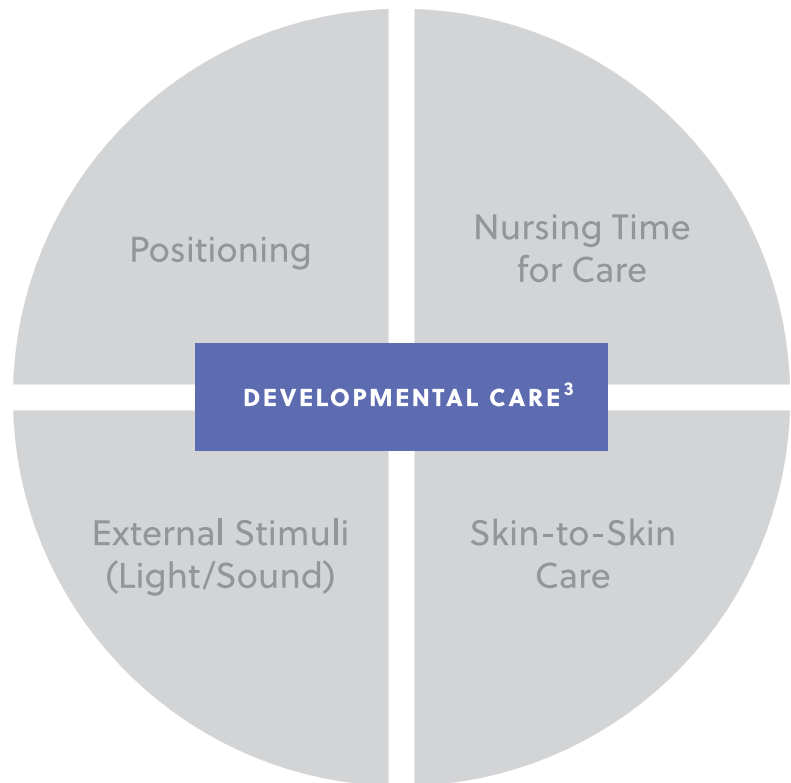 Positioning
Nursing Time
for Care
DEVELOPMENTAL CARE³
External Stimuli
(Light/Sound)
Skin-to-Skin
Care